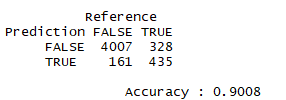 Reference
Prediction FALSE TRUE
FALSE 4007 328
TRUE 161 435
Accuracy : 0.9008